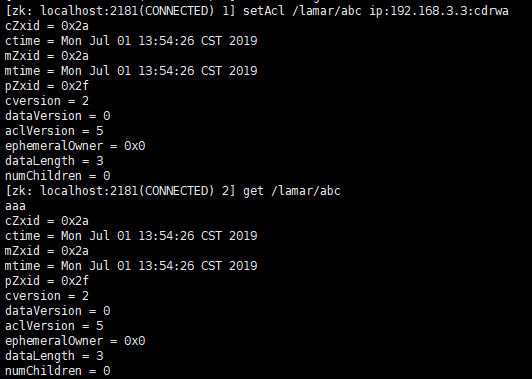 [zk: localhost:2181(CONNECTED) 1] setAcl /lamar/abc ip:192.168.3.3:cdrwa
cZxid = 0x2a
ctime = Mon Jul 01 13:54:26 CST 2019
mZxid = 0x2a
mtime = Mon Jul 01 13:54:26 CST 2019
pZxid = 0x2f
cversion = 2
dataVersion = 0
aclVersion = 5
ephemeralOwner = 0x0
dataLength = 3
numChildren = 0
[zk: localhost:2181(CONNECTED) 2] get /lamar/abc
aaa
cZxid = 0x2a
ctime = Mon Jul 01 13:54:26 CST 2019
mZxid = 0x2a
mtime = Mon Jul 01 13:54:26 CST 2019
pZxid = 0x2f
cversion = 2
dataVersion = 0
aclVersion = 5
ephemeralOwner = 0x0
dataLength = 3
numChildren = 0